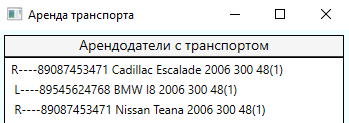 Аренда транспорта
Арендодатели с транспортом
R----89087453471 Cadillac Escalade 2006 300 48(1)
L----89545624768 BMW I8 2006 300 48(1)
R----89087453471 Nissan Teana 2006 300 48(1)